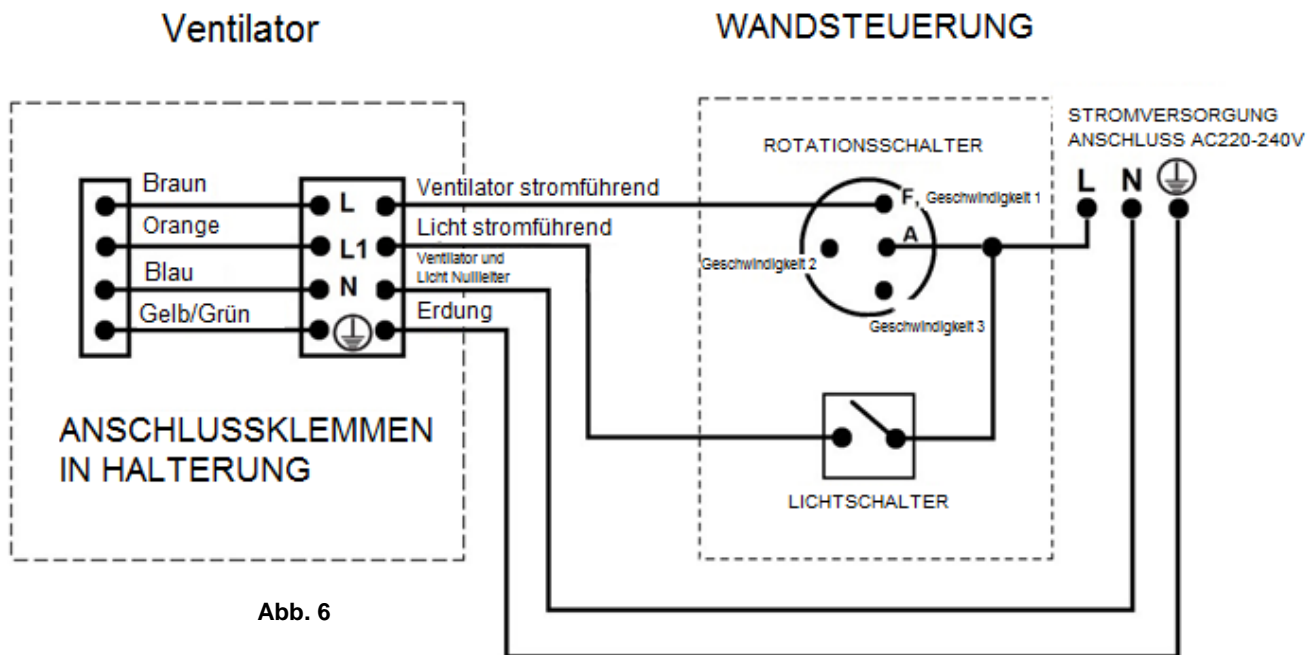 Ventilator
WANDSTEUERUNG
STROMVERSORGUNG
ANSCHLUSS AC220-240V
L N
ROTATIONSSCHALTER
Braun
L
Ventilator stromführend
F, Geschwindigkeit 1
Orange
L1
Licht stromführend
A
Geschwindigkeit 2
Blau
N
Ventilator und
Licht Nullleiter
Gelb/Grün
Erdung
Geschwindigkeit 3
ANSCHLUSSKLEMMEN
IN HALTERUNG
LICHTSCHALTER
Abb. 6